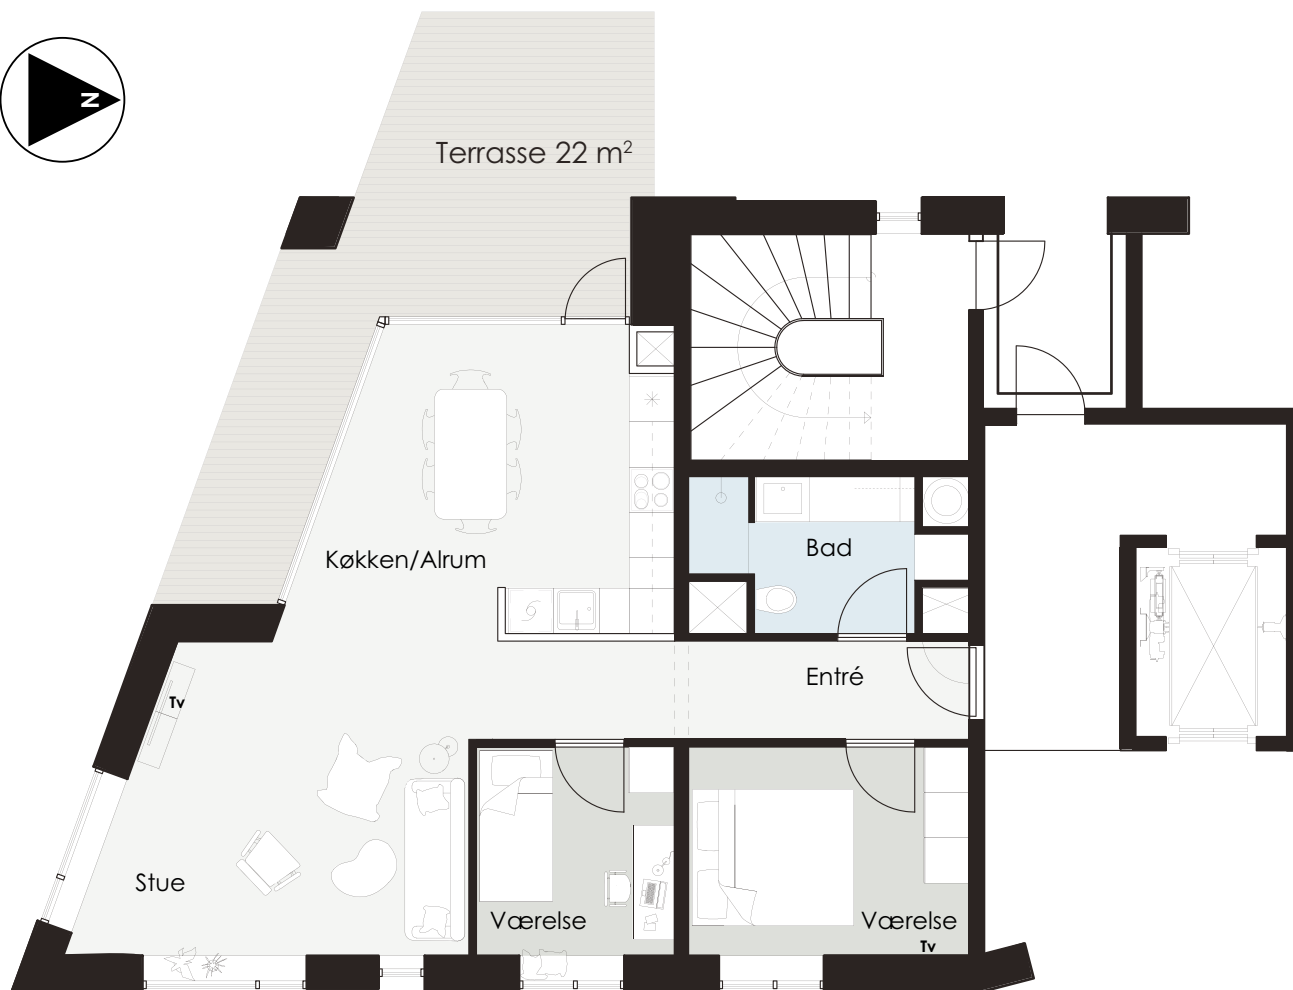 N
Terrasse 22 m²
Køkken/Alrum
Bad
Entré
Tv
Stue
Værelse
Værelse
Tv